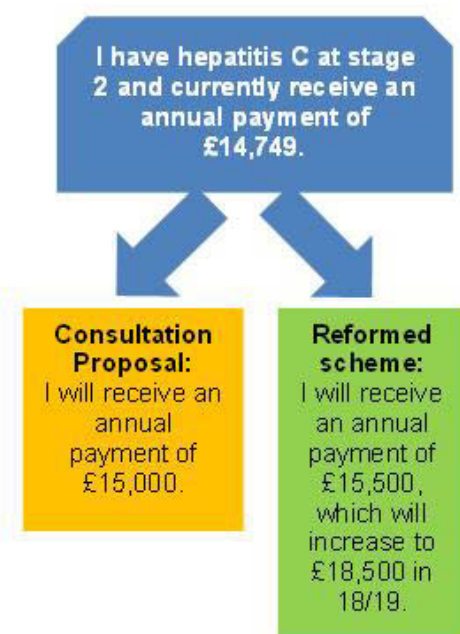 I have hepatitis C at stage
2 and currently receive an
annual payment of
£14,749.
Consultation
Proposal:
I will receive an
annual
payment of
£15,000.
Reformed
scheme:
I will receive
an annual
payment of
£15,500,
which will
increase to
£18,500 in
18/19.